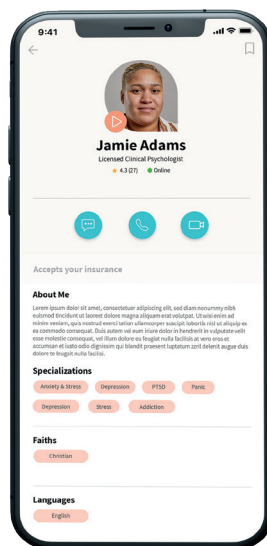 9:41
Jamie Adams
Licensed Clinical Psychologist
4.3 (27) Online
Accepts your insurance
About Me
Lorem ipsum dolor sit amet, consectetuer adipiscing elit, sed diam nonummy nibh
euismod tincidunt ut laoreet dolore magna aliquam erat volutpat. Ut wisi enim ad
minim veniam, quis nostrud exerci tation ullamcorper suscipit lobortis nisl ut aliquip ex
ea commodo consequat. Duis autem vel eum iriure dolor in hendrerit in vulputate velit
esse molestie consequat, vel illum dolore eu feugiat nulla facilisis at vero eros et
accumsan et iusto odio dignissim qui blandit praesent luptatum zzril delenit augue duis
dolore te feugait nulla facilisi.
Specializations
Anxiety & Stress Depression PTSD Panic
Depression Stress Addiction
Faiths
Christian
Languages
English